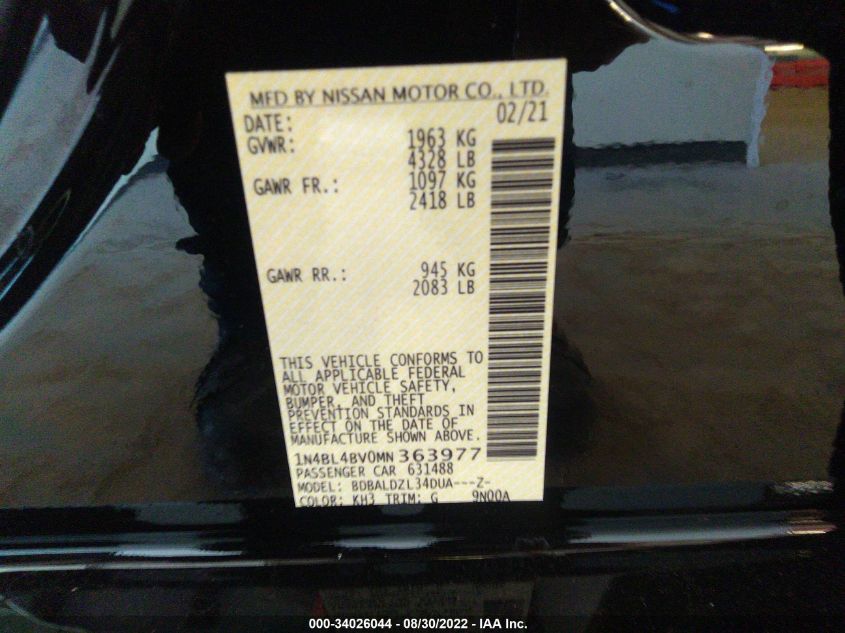 MFD BY NISSAN MOTOR CO., LTD.
DATE: 02/21
GVWR: 1963 KG
4328 LB
GAWR FR.: 1097 KG
2418 LB
GAWR RR.: 945 KG
2083 LB
THIS VEHICLE CONFORMS TO
ALL APPLICABLE FEDERAL
MOTOR VEHICLE SAFETY,
BUMPER, AND THEFT
PREVENTION STANDARDS IN
EFFECT ON THE DATE OF
MANUFACTURE SHOWN ABOVE.
1N4BL4BV0MN363977
PASSENGER CAR 631488
MODEL: BDBALDZL34DUA---Z-
COLOR: KH3 TRIM: G 9N00A
000-34026044 - 08/30/2022 - IAA Inc.